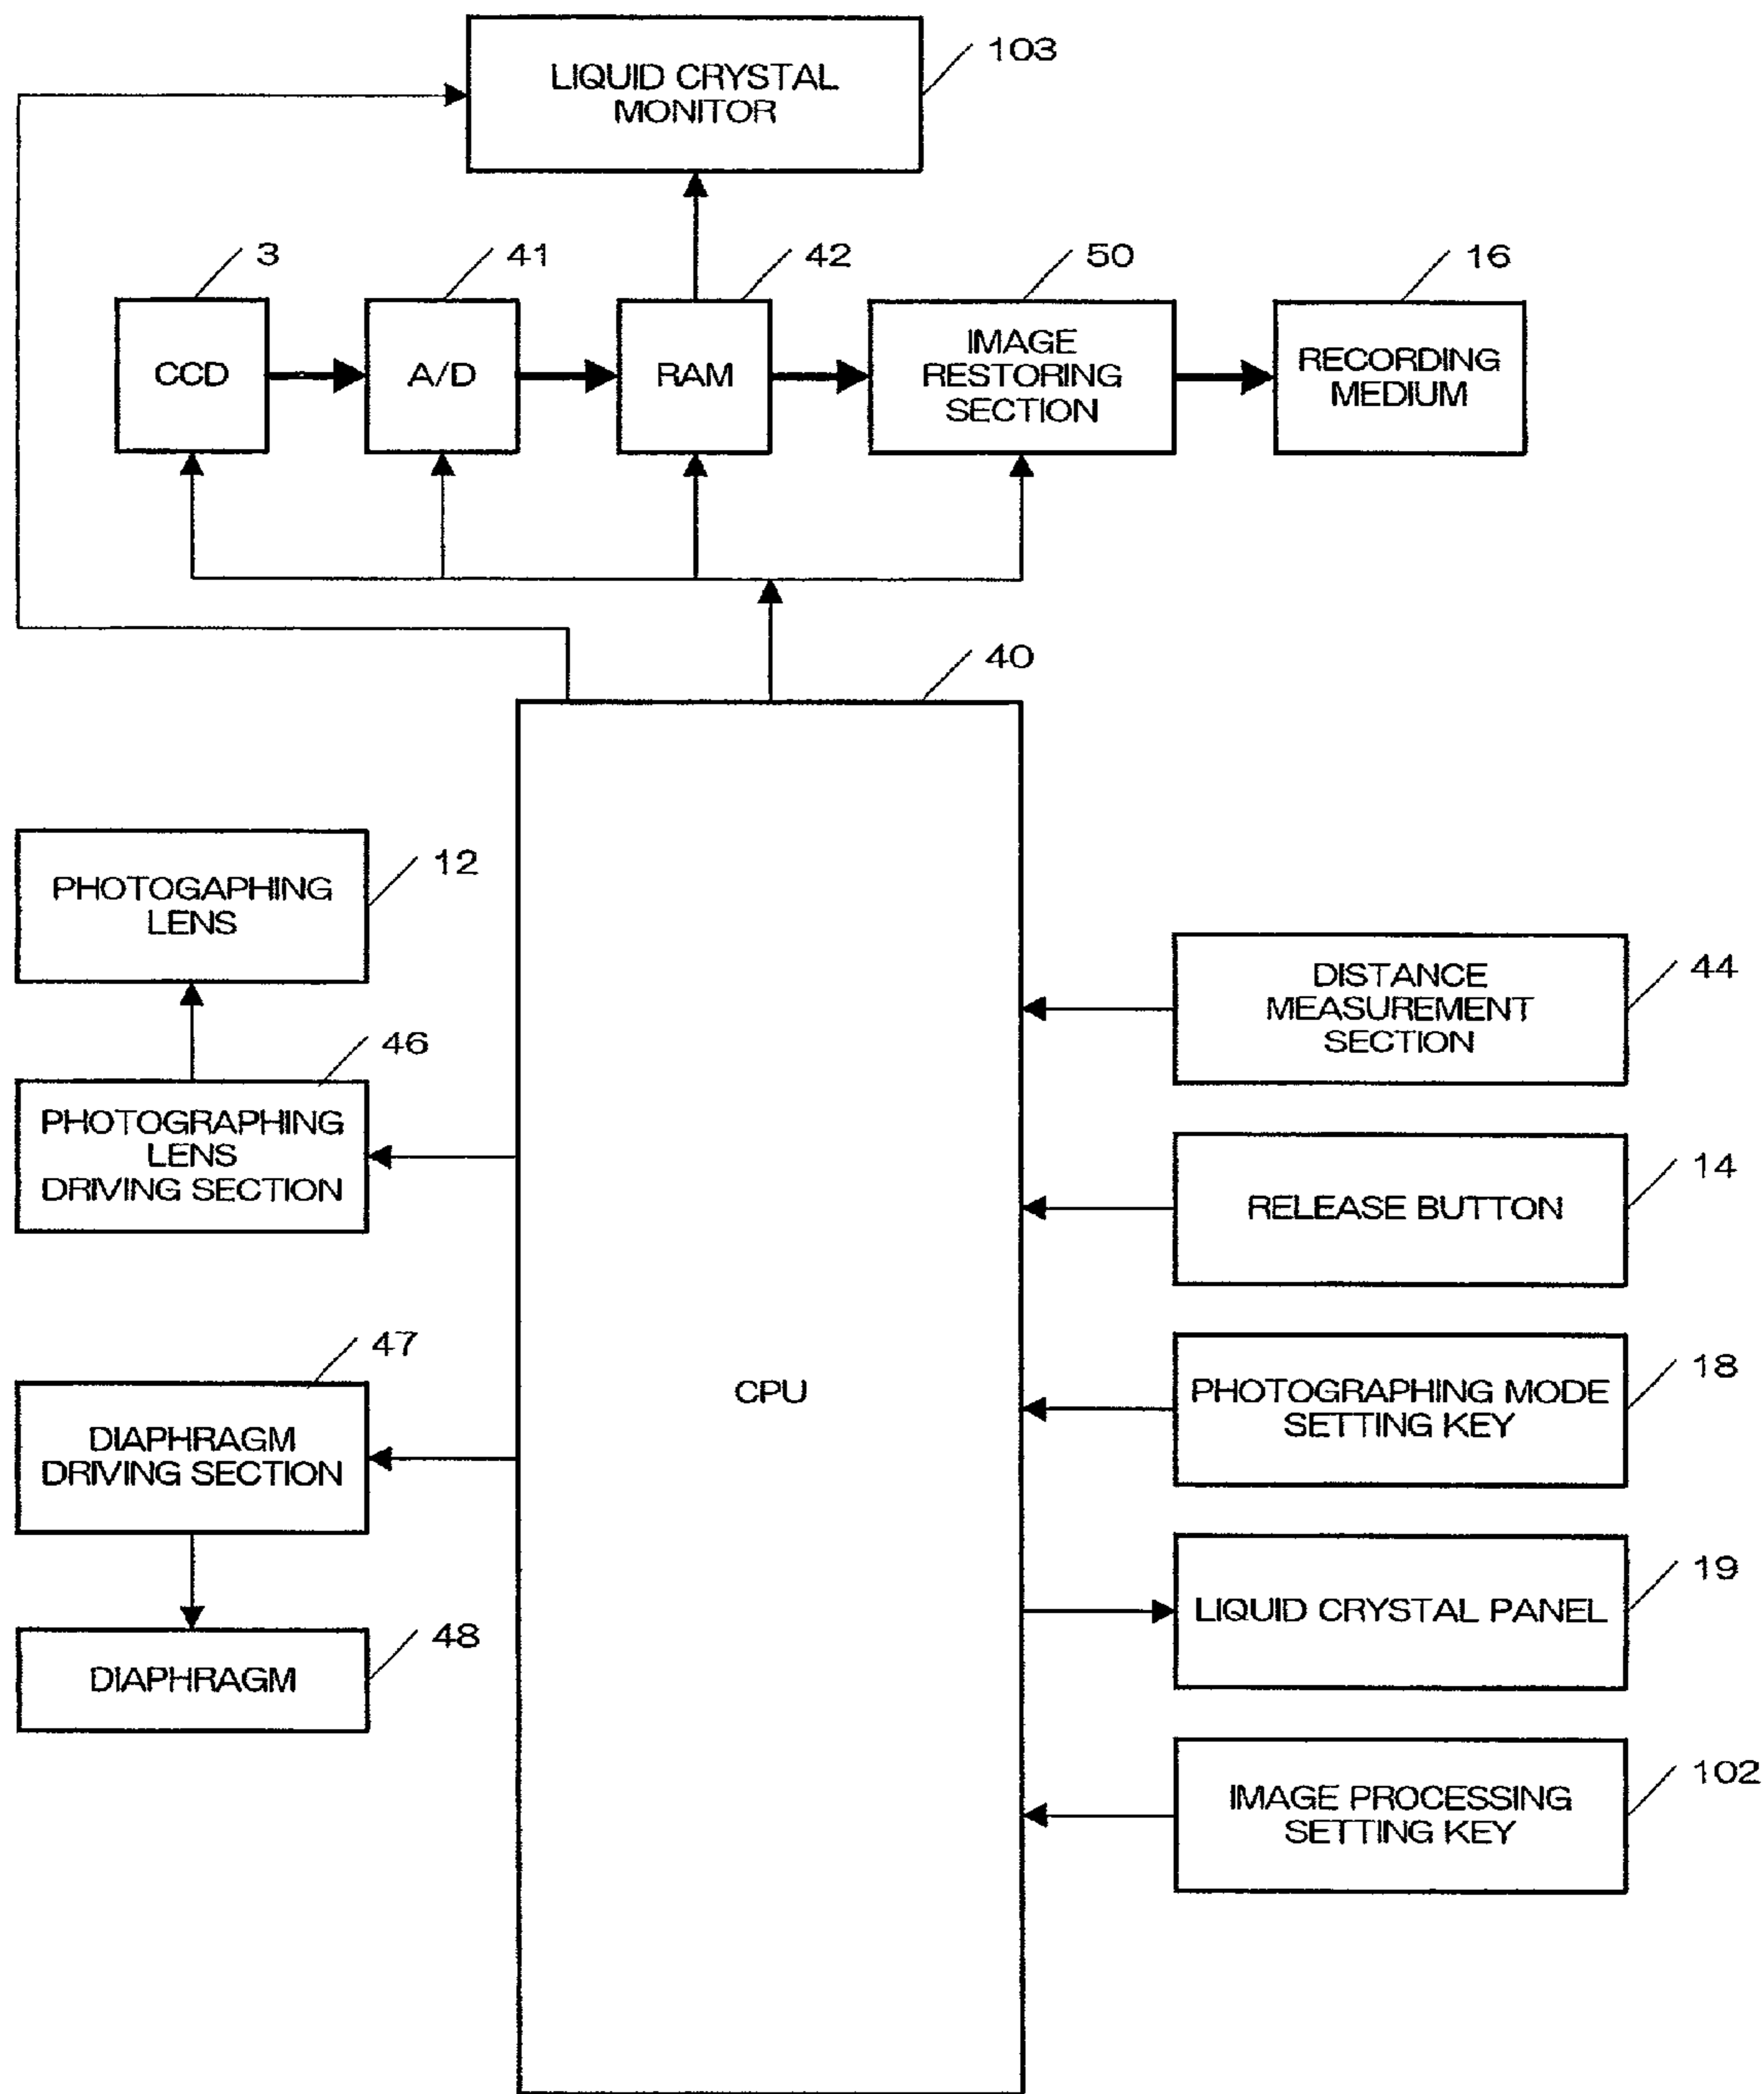 103
LIQUID CRYSTAL
MONITOR
3
41
42
50
16
CCD
A/D
RAM
IMAGE
RESTORING
SECTION
RECORDING
MEDIUM
40
12
PHOTOGAPHING
LENS
44
DISTANCE
MEASUREMENT
SECTION
46
PHOTOGRAPHING
LENS
DRIVING SECTION
14
RELEASE BUTTON
47
DIAPHRAGM
DRIVING SECTION
CPU
18
PHOTOGRAPHING MODE
SETTING KEY
19
LIQUID CRYSTAL PANEL
48
DIAPHRAGM
102
IMAGE PROCESSING
SETTING KEY